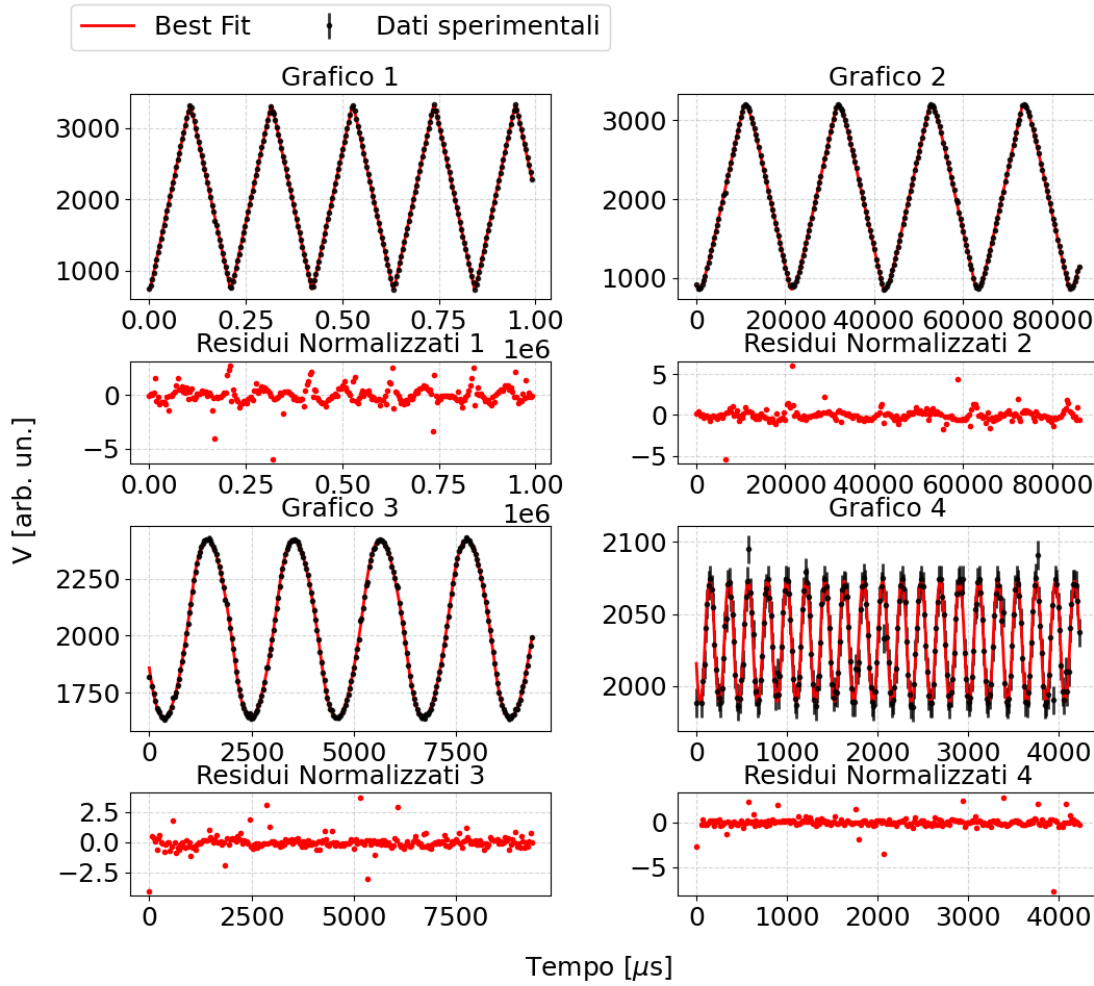 Best Fit Dati sperimentali
Grafico 1
3000
2000
1000
0.00 0.25 0.50 0.75 1.00
1e6
Residui Normalizzati 1
0
−5
0.00 0.25 0.50 0.75 1.00
1e6
Grafico 2
3000
2000
1000
0 20000 40000 60000 80000
Residui Normalizzati 2
5
0
−5
0 20000 40000 60000 80000
V [arb. un.]
Grafico 3
2250
2000
1750
0 2500 5000 7500
Residui Normalizzati 3
2.5
0.0
−2.5
0 2500 5000 7500
Grafico 4
2100
2050
2000
0 1000 2000 3000 4000
Residui Normalizzati 4
0
−5
0 1000 2000 3000 4000
Tempo [μs]